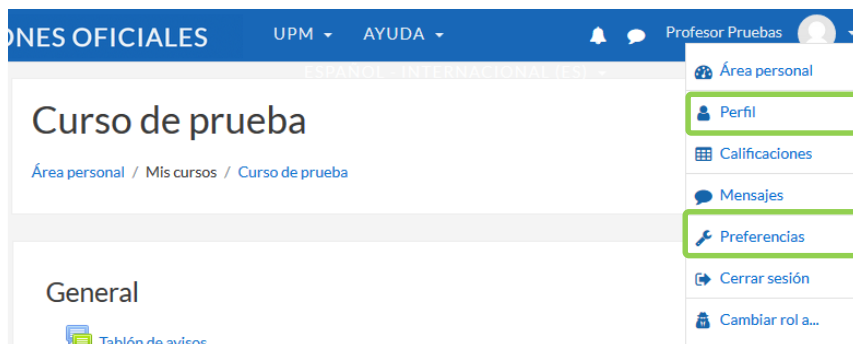 ONES OFICIALES UPM AYUDA Profesor Pruebas
ESPAÑOL - INTERNACIONAL (ES)
Área personal
Perfil
Calificaciones
Mensajes
Preferencias
Cerrar sesión
Cambiar rol a...
Curso de prueba
Área personal / Mis cursos / Curso de prueba
General
Tablón de avisos